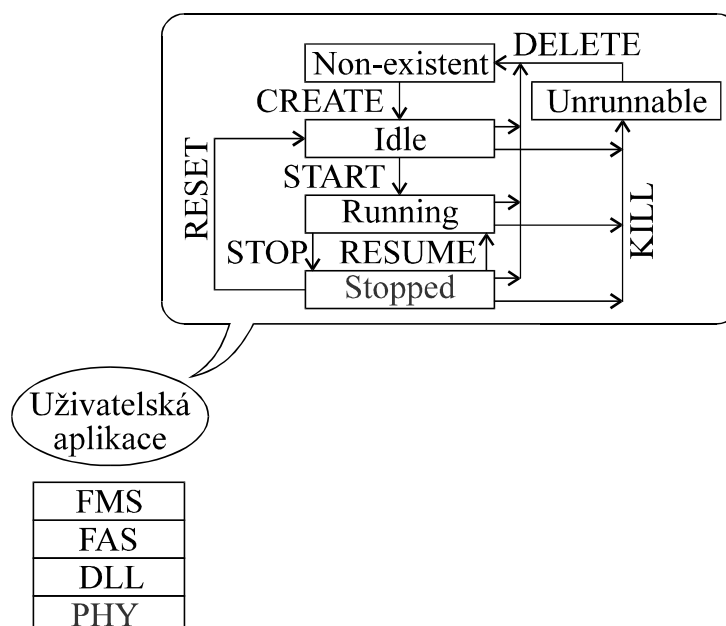 DELETE
Non-existent
Unrunnable
CREATE
Idle
RESET
START
Running
KILL
STOP
RESUME
Stopped
Uživatelská
aplikace
FMS
FAS
DLL
PHY